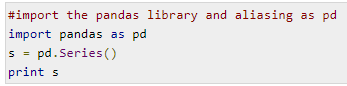 #import the pandas library and aliasing as pd
import pandas as pd
s = pd.Series()
print s